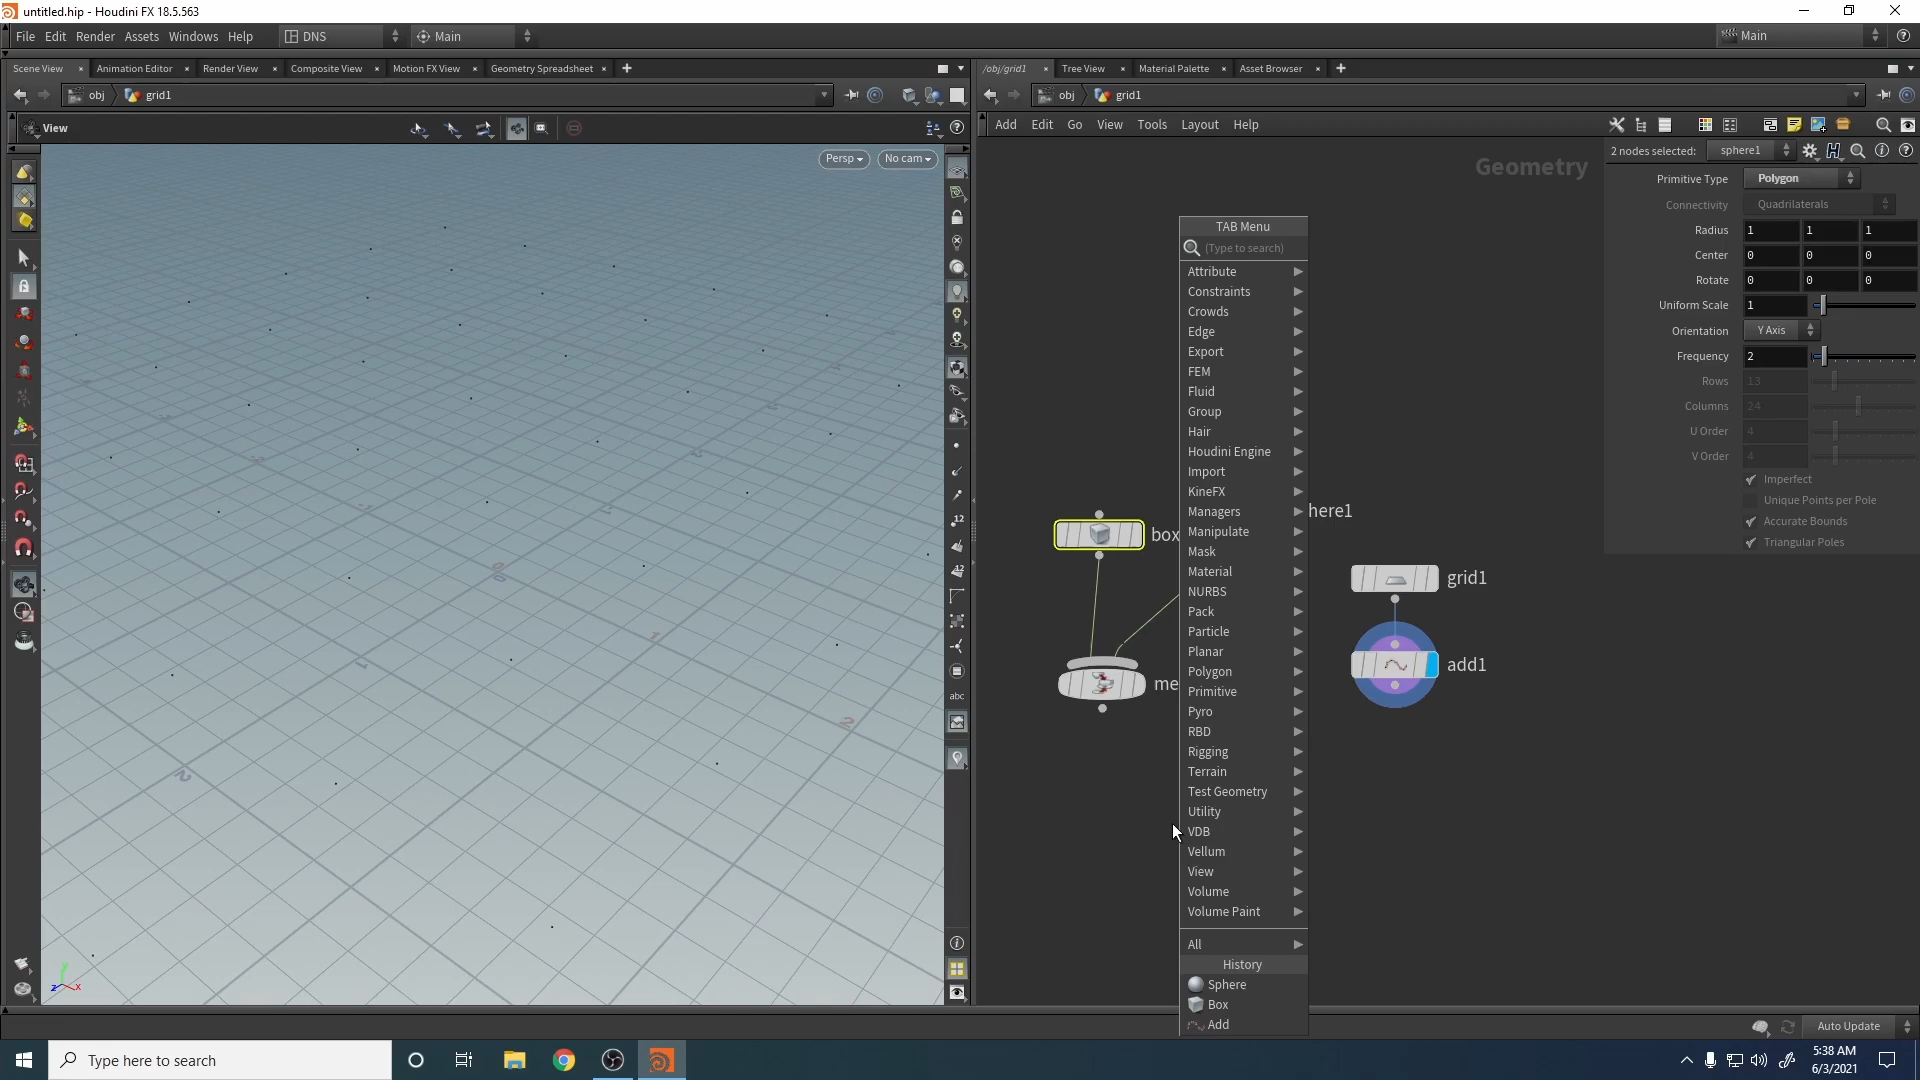 untitled.hip - Houdini FX 18.5.563
File Edit Render Assets Windows Help DNS Main Main
Scene View Animation Editor Render View Composite View Motion FX View Geometry Spreadsheet
/obj/grid1 Tree View Material Palette Asset Browser
obj grid1
obj grid1
View
Add Edit Go View Tools Layout Help
Persp No cam
Geometry
2 nodes selected: sphere1
Primitive Type Polygon
Connectivity Quadrilaterals
Radius 1 1 1
Center 0 0 0
Rotate 0 0 0
Uniform Scale 1
Orientation Y Axis
Frequency 2
Rows 13
Columns 24
U Order 4
V Order 4
Imperfect
Unique Points per Pole
Accurate Bounds
Triangular Poles
TAB Menu
(Type to search)
Attribute
Constraints
Crowds
Edge
Export
FEM
Fluid
Group
Hair
Houdini Engine
Import
KineFX
Managers
Manipulate
Mask
Material
NURBS
Pack
Particle
Planar
Polygon
Primitive
Pyro
RBD
Rigging
Terrain
Test Geometry
Utility
VDB
Vellum
View
Volume
Volume Paint
All
History
Sphere
Box
Add
box
here1
grid1
me
add1
12
12
abc
1
2
y
z x
Auto Update
Type here to search
5:38 AM
6/3/2021